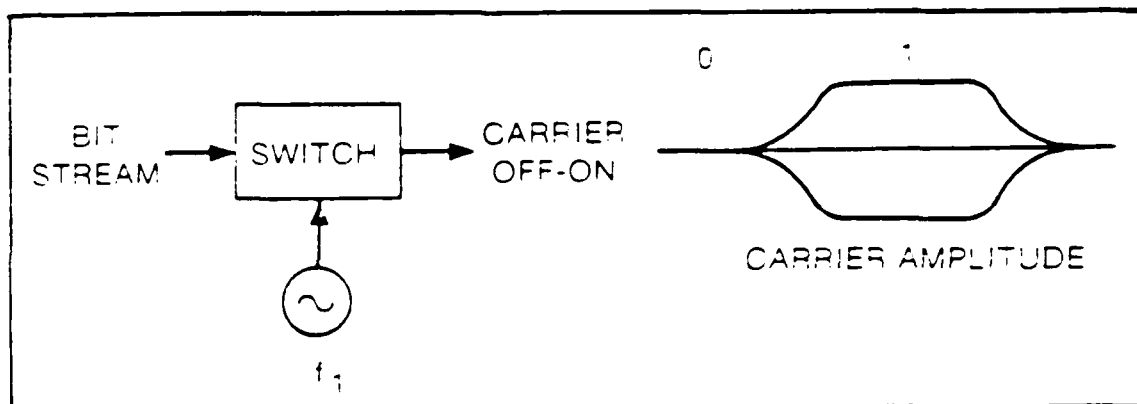 BIT
STREAM
SWITCH
f1
CARRIER
OFF-ON
0 1
CARRIER AMPLITUDE